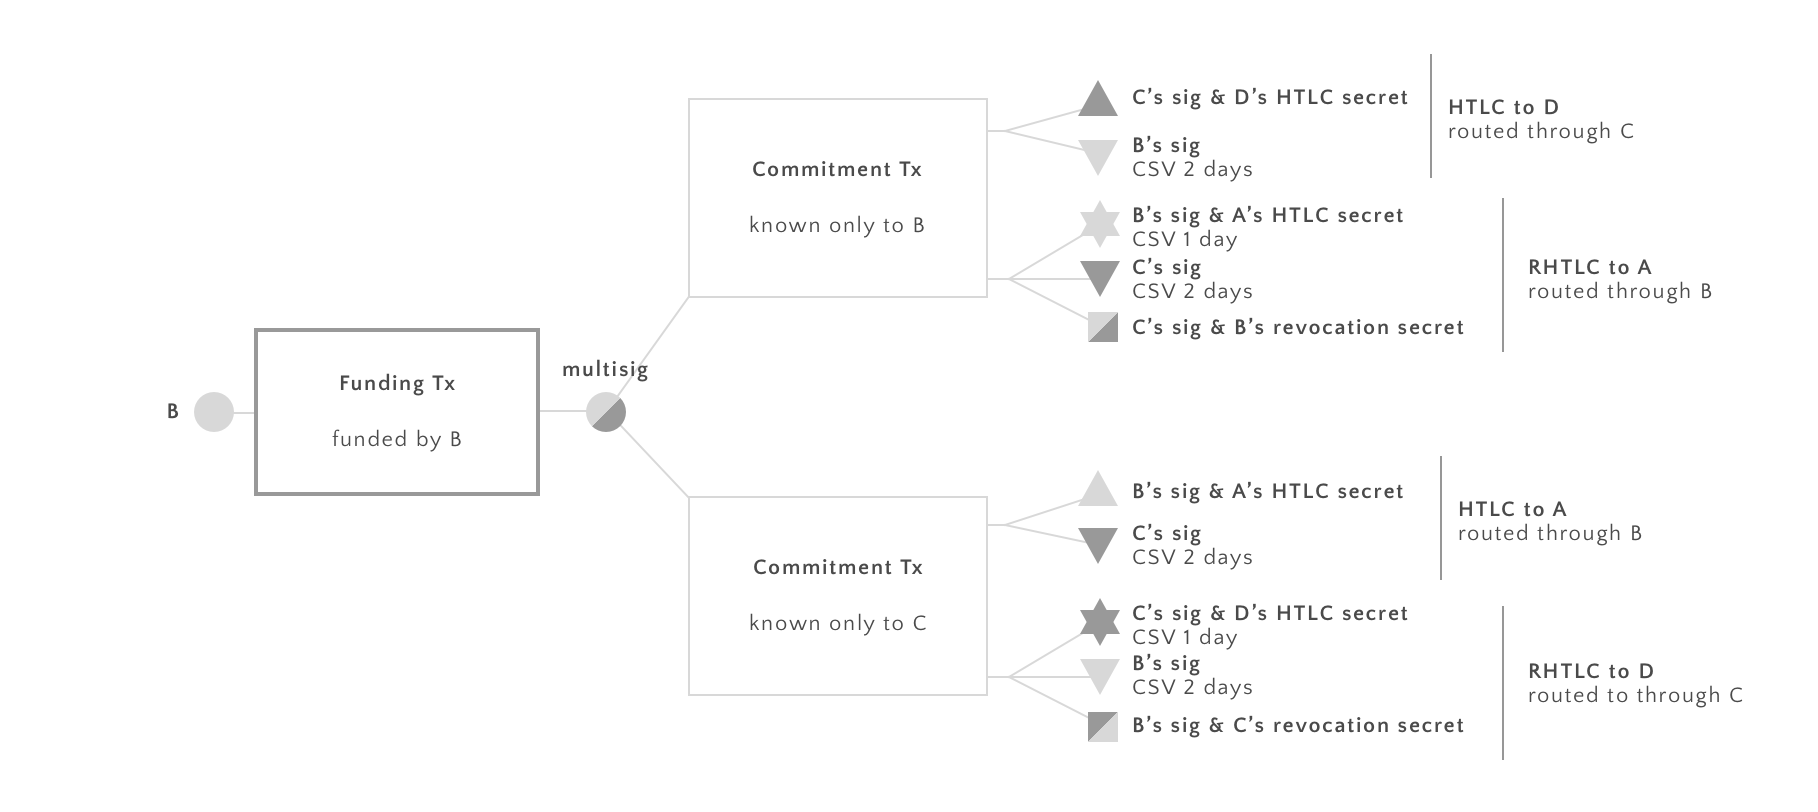 B
Funding Tx
funded by B
multisig
Commitment Tx
known only to B
C’s sig & D’s HTLC secret
B’s sig
CSV 2 days
HTLC to D
routed through C
B’s sig & A’s HTLC secret
CSV 1 day
C’s sig
CSV 2 days
C’s sig & B’s revocation secret
RHTLC to A
routed through B
Commitment Tx
known only to C
B’s sig & A’s HTLC secret
C’s sig
CSV 2 days
HTLC to A
routed through B
C’s sig & D’s HTLC secret
CSV 1 day
B’s sig
CSV 2 days
B’s sig & C’s revocation secret
RHTLC to D
routed to through C